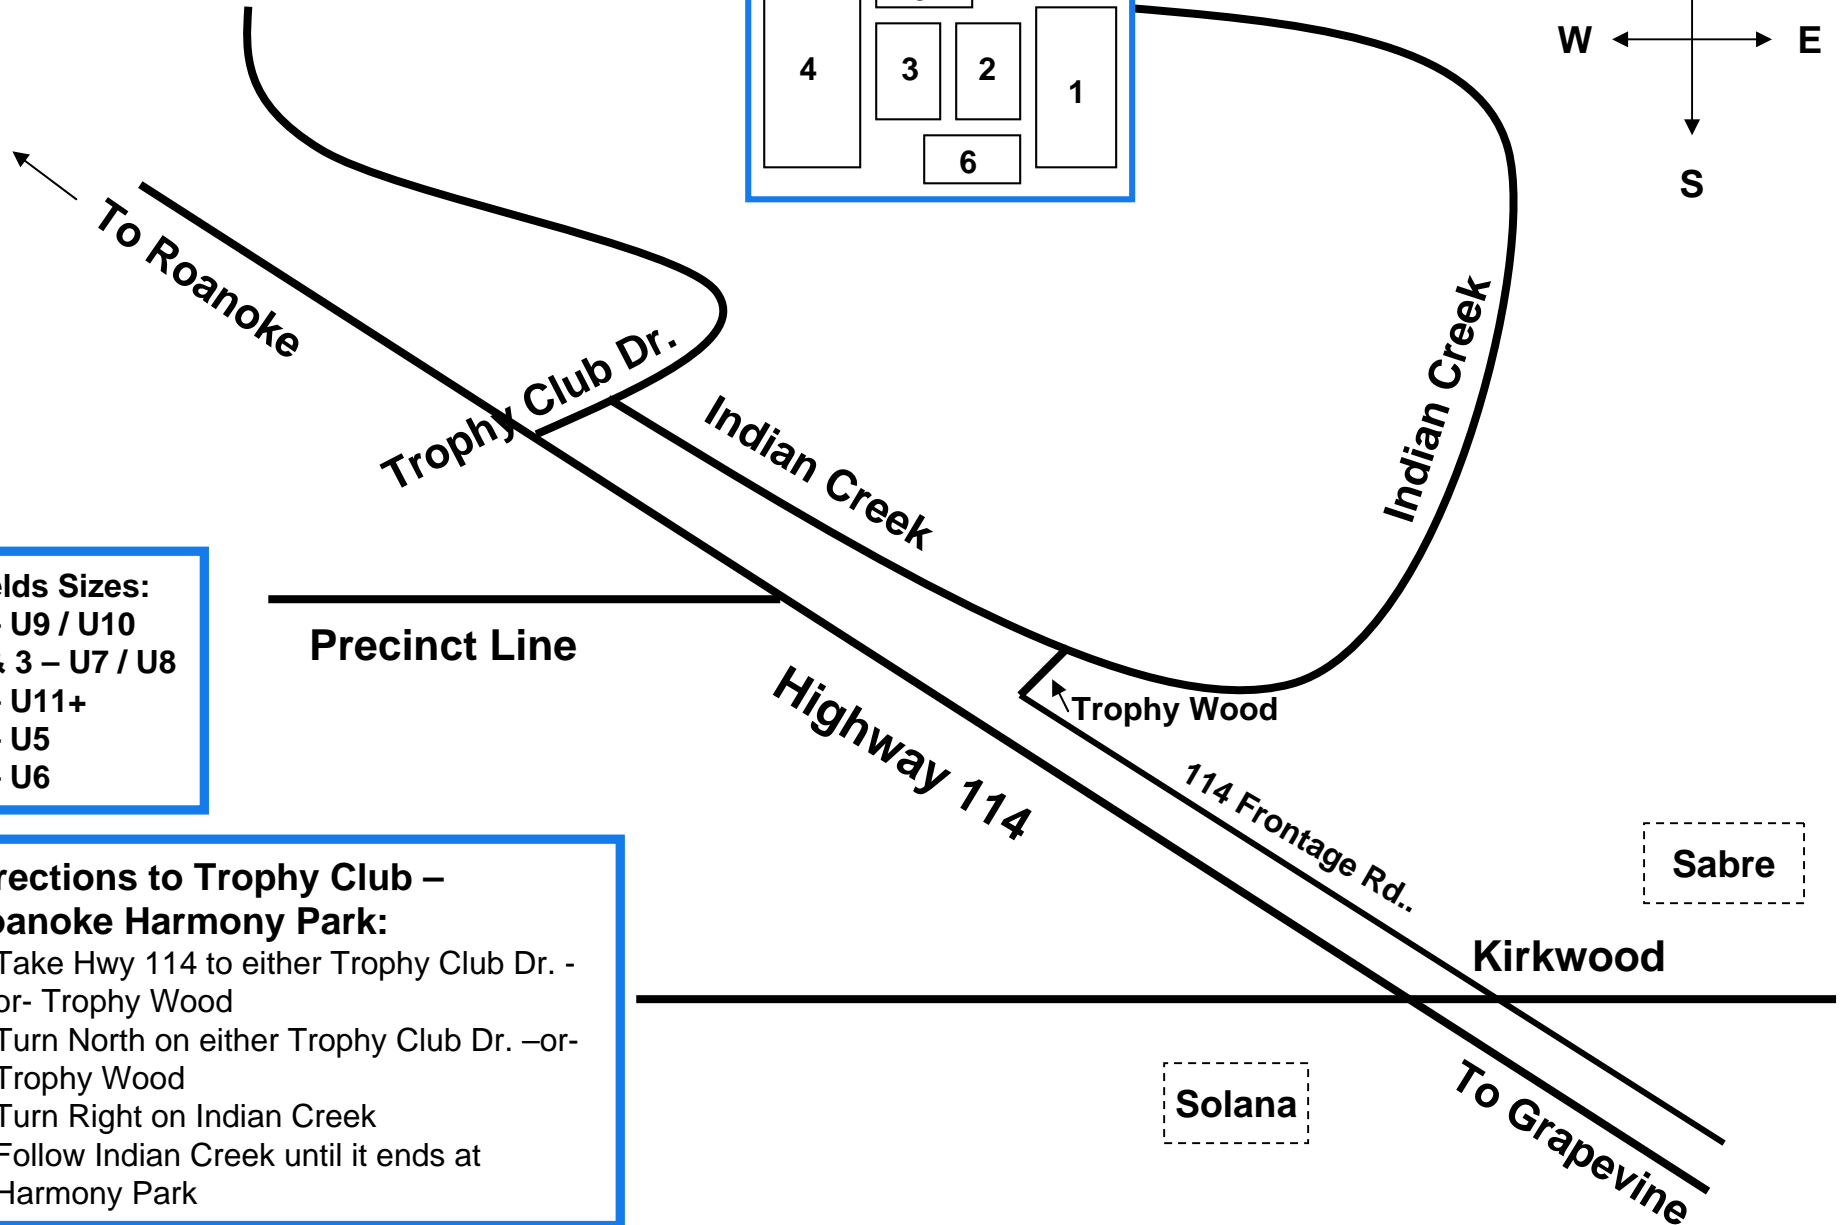 4
3
2
1
6
W
E
S
To Roanoke
Trophy Club Dr.
Indian Creek
Indian Creek
elds Sizes:
- U9 / U10
& 3 – U7 / U8
- U11+
- U5
- U6
Precinct Line
Highway 114
Trophy Wood
114 Frontage Rd..
Sabre
Kirkwood
Solana
To Grapevine
rections to Trophy Club –
oanoke Harmony Park:
Take Hwy 114 to either Trophy Club Dr. -
or- Trophy Wood
Turn North on either Trophy Club Dr. –or-
Trophy Wood
Turn Right on Indian Creek
Follow Indian Creek until it ends at
Harmony Park